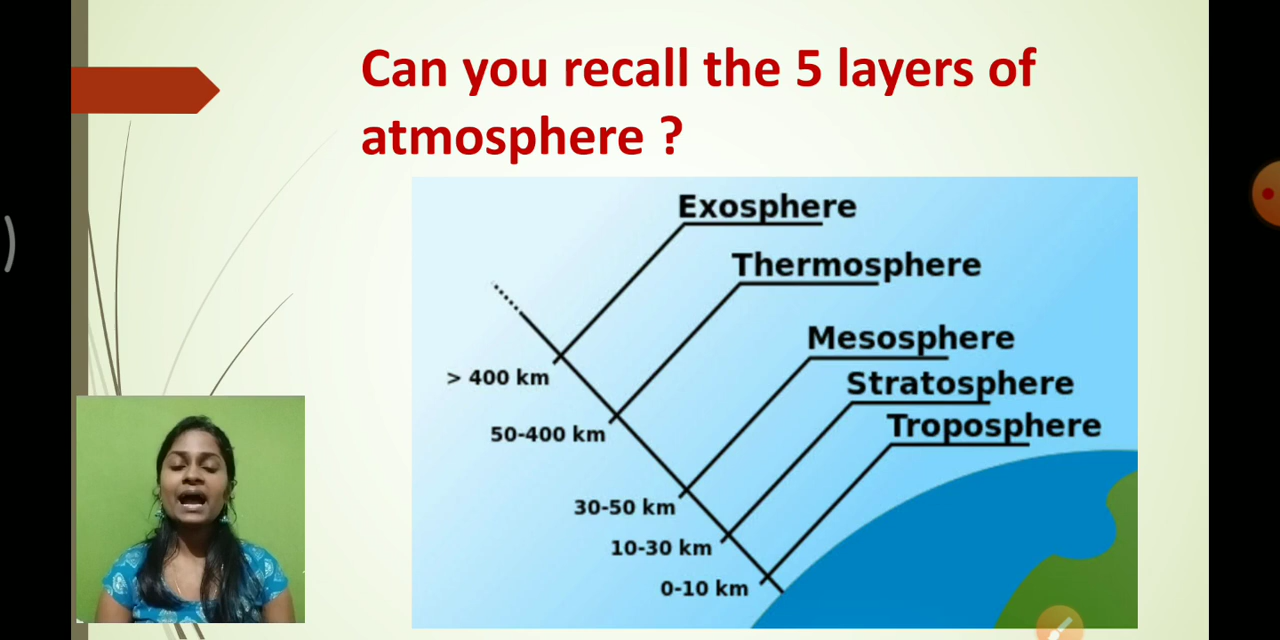 Can you recall the 5 layers of
atmosphere ?
Exosphere
Thermosphere
Mesosphere
Stratosphere
Troposphere
> 400 km
50-400 km
30-50 km
10-30 km
0-10 km